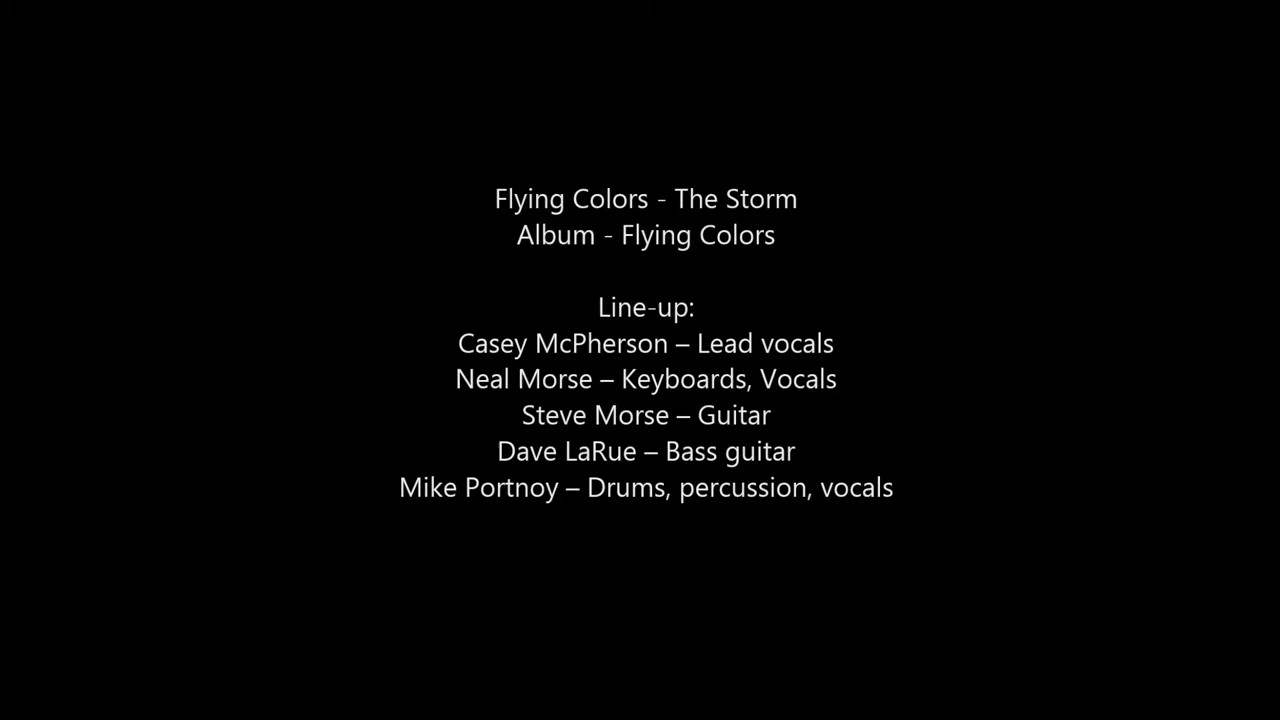 Flying Colors - The Storm
Album - Flying Colors
Line-up:
Casey McPherson – Lead vocals
Neal Morse – Keyboards, Vocals
Steve Morse – Guitar
Dave LaRue – Bass guitar
Mike Portnoy – Drums, percussion, vocals